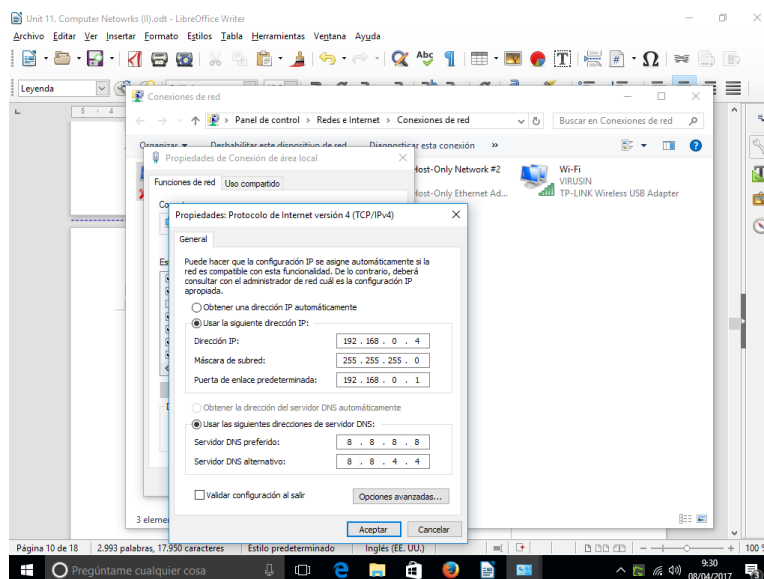 Unit 11. Computer Netowrks (II).odt - LibreOffice Writer
Archivo Editar Ver Insertar Formato Estilos Tabla Herramientas Ventana Ayuda
Leyenda
Conexiones de red
Panel de control > Redes e Internet > Conexiones de red
Buscar en Conexiones de red
Organizar Deshabilitar este dispositivo de red Diagnosticar esta conexión »
Propiedades de Conexión de área local
Host-Only Network #2
Host-Only Ethernet Ad...
Wi-Fi
VIRUSIN
TP-LINK Wireless USB Adapter
Funciones de red Uso compartido
Propiedades: Protocolo de Internet versión 4 (TCP/IPv4)
General
Puede hacer que la configuración IP se asigne automáticamente si la
red es compatible con esta funcionalidad. De lo contrario, deberá
consultar con el administrador de red cuál es la configuración IP
apropiada.
Obtener una dirección IP automáticamente
Usar la siguiente dirección IP:
Dirección IP: 192 . 168 . 0 . 4
Máscara de subred: 255 . 255 . 255 . 0
Puerta de enlace predeterminada: 192 . 168 . 0 . 1
Obtener la dirección del servidor DNS automáticamente
Usar las siguientes direcciones de servidor DNS:
Servidor DNS preferido: 8 . 8 . 8 . 8
Servidor DNS alternativo: 8 . 8 . 4 . 4
Validar configuración al salir
Opciones avanzadas...
Aceptar Cancelar
3 eleme
Página 10 de 18 2.993 palabras, 17.950 caracteres Estilo predeterminado Inglés (EE. UU.) 100
Pregúntame cualquier cosa
9:30
08/04/2017